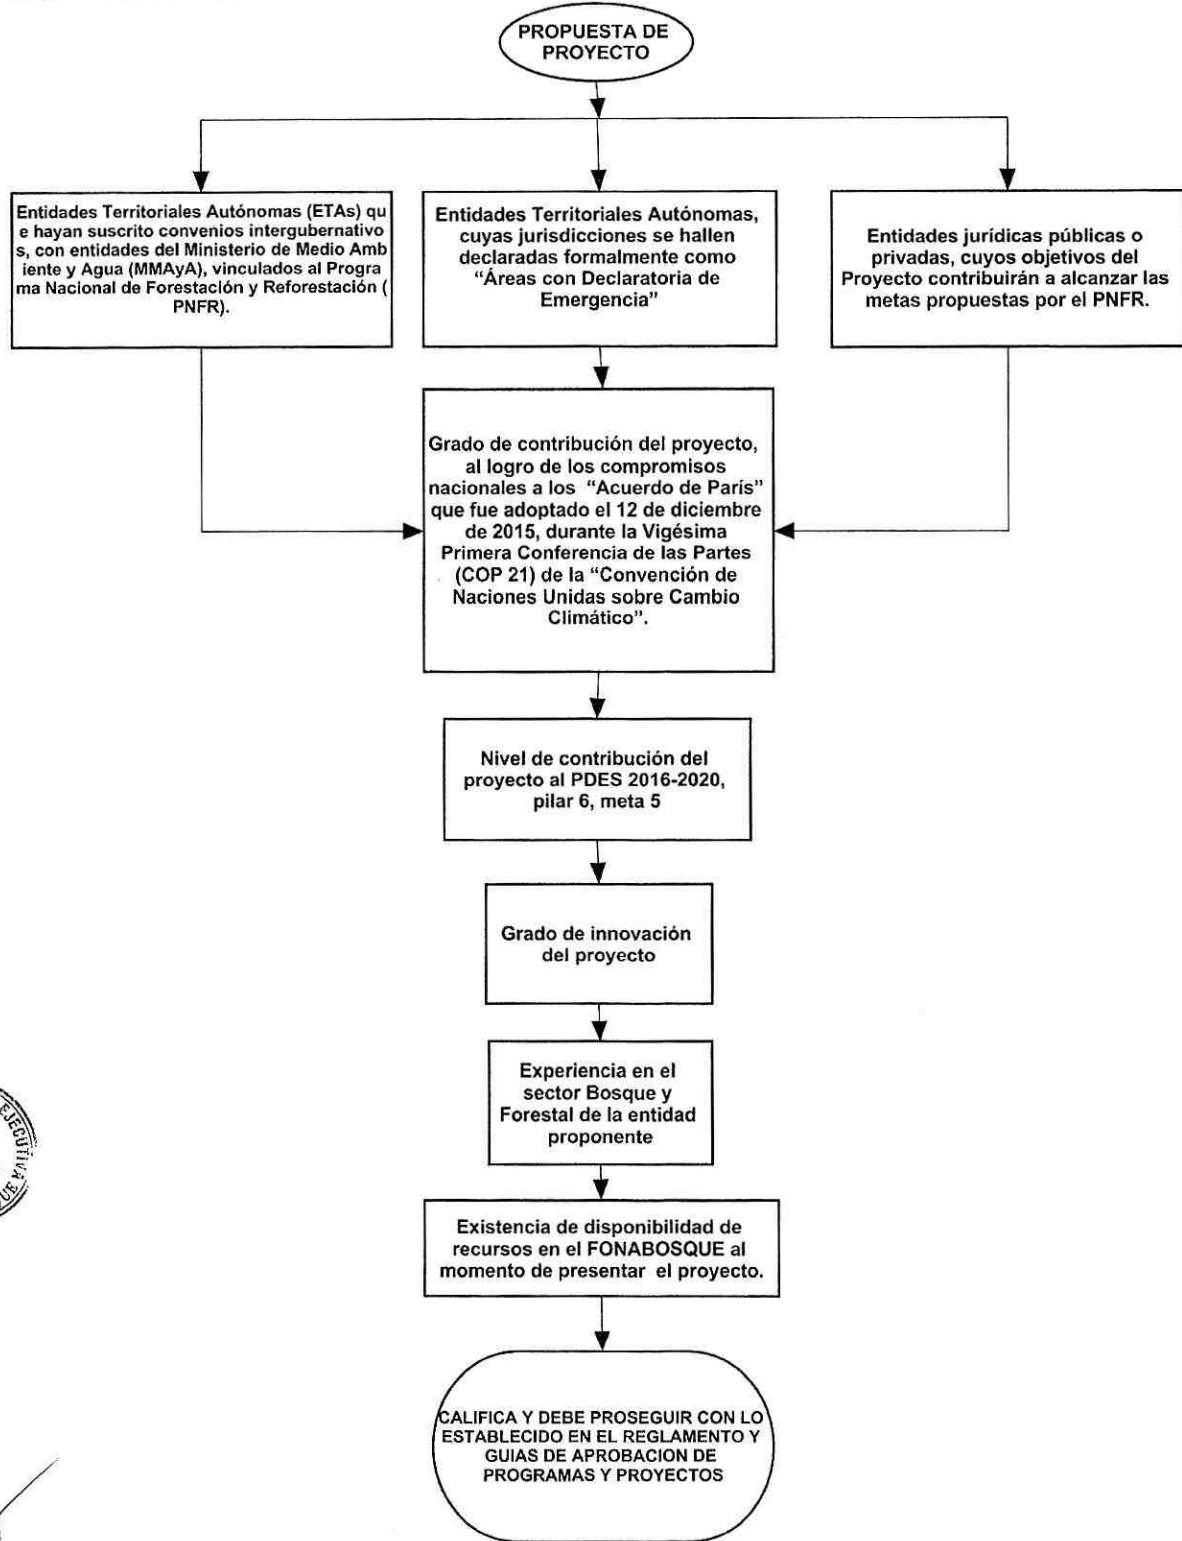 PROPUESTA DE
PROYECTO
Entidades Territoriales Autónomas (ETAs) qu
e hayan suscrito convenios intergubernativo
s, con entidades del Ministerio de Medio Amb
iente y Agua (MMAyA), vinculados al Progra
ma Nacional de Forestación y Reforestación (
PNFR).
Entidades Territoriales Autónomas,
cuyas jurisdicciones se hallen
declaradas formalmente como
“Áreas con Declaratoria de
Emergencia”
Entidades jurídicas públicas o
privadas, cuyos objetivos del
Proyecto contribuirán a alcanzar las
metas propuestas por el PNFR.
Grado de contribución del proyecto,
al logro de los compromisos
nacionales a los “Acuerdo de París”
que fue adoptado el 12 de diciembre
de 2015, durante la Vigésima
Primera Conferencia de las Partes
(COP 21) de la “Convención de
Naciones Unidas sobre Cambio
Climático”.
Nivel de contribución del
proyecto al PDES 2016-2020,
pilar 6, meta 5
Grado de innovación
del proyecto
Experiencia en el
sector Bosque y
Forestal de la entidad
proponente
Existencia de disponibilidad de
recursos en el FONABOSQUE al
momento de presentar el proyecto.
CALIFICA Y DEBE PROSEGUIR CON LO
ESTABLECIDO EN EL REGLAMENTO Y
GUIAS DE APROBACION DE
PROGRAMAS Y PROYECTOS